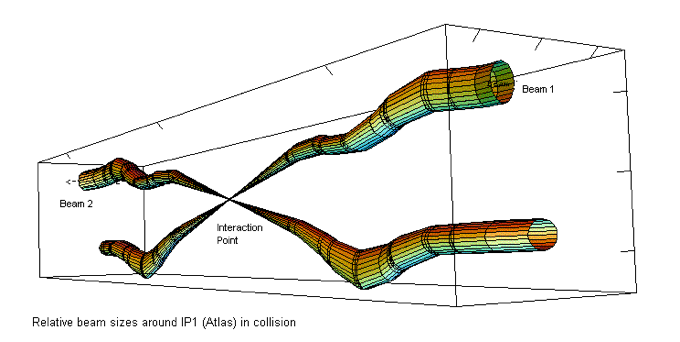 Beam 1
Beam 2
Interaction
Point
Relative beam sizes around IP1 (Atlas) in collision